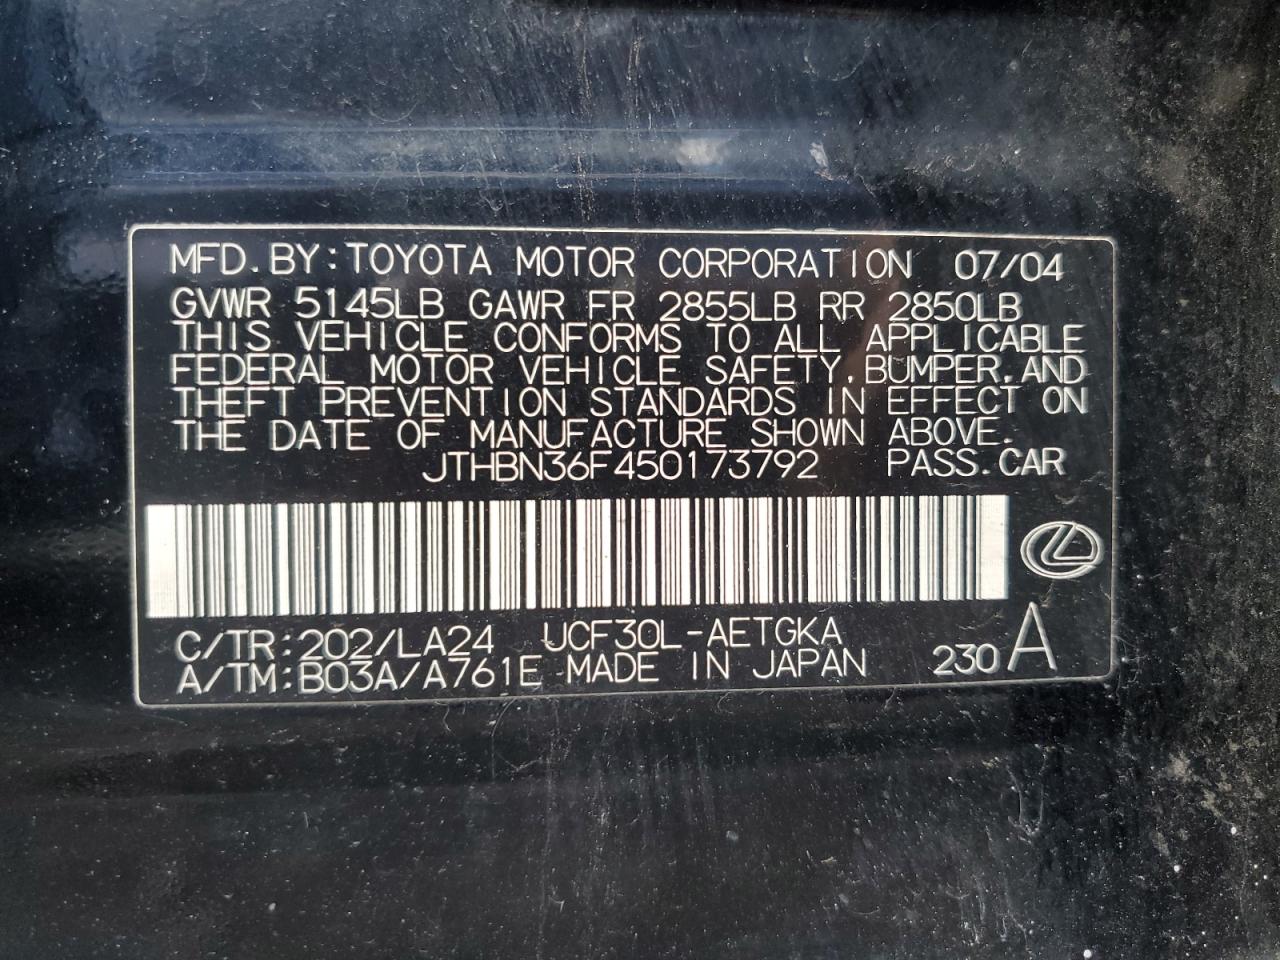 MFD. BY: TOYOTA MOTOR CORPORATION 07/04
GVWR 5145LB GAWR FR 2855LB RR 2850LB
THIS VEHICLE CONFORMS TO ALL APPLICABLE
FEDERAL MOTOR VEHICLE SAFETY, BUMPER, AND
THEFT PREVENTION STANDARDS IN EFFECT ON
THE DATE OF MANUFACTURE SHOWN ABOVE.
JTHBN36F450173792 PASS. CAR
C/TR: 202/LA24 UCF30L-AETGKA
A/TM: B03A/A761E MADE IN JAPAN 230 A